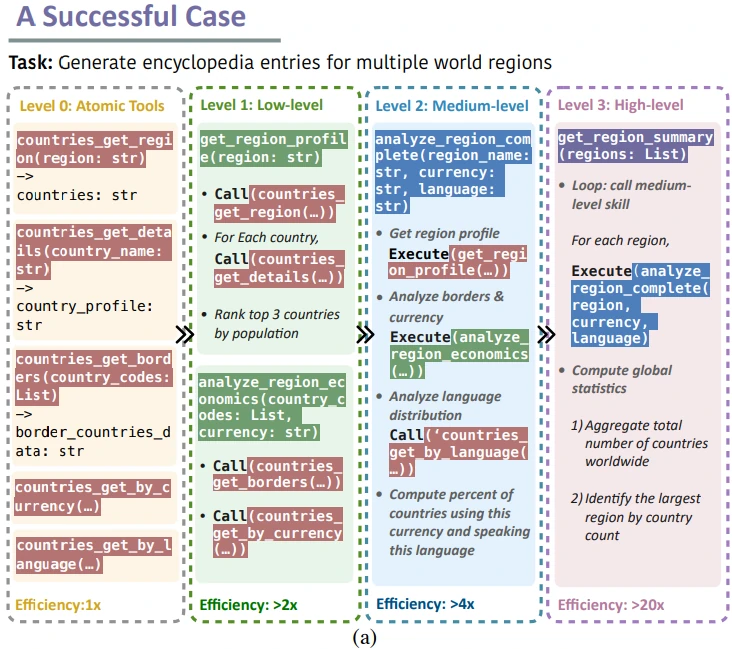 A Successful Case
Task: Generate encyclopedia entries for multiple world regions
Level 0: Atomic Tools
countries_get_regi
on(region: str)
—>
countries: str
countries_get_deta
ils(country_name:
str)
—>
country_profile:
str
countries_get_bord
ers(country_codes:
List)
—>
border_countries_d
ata: str
countries_get_by_c
urrency(…)
countries_get_by_l
anguage(…)
Efficiency:1x
Level 1: Low-level
get_region_profil
e(region: str)
• Call(countries_
get_region(…))
• For Each country,
Call(countries_
get_details(…))
• Rank top 3 countries
by population
analyze_region_ec
onomics(country_c
odes: List,
currency: str)
• Call(countries_
get_borders(…))
• Call(countries_
get_by_currency
(…))
Efficiency: >2x
Level 2: Medium-level
analyze_region_com
plete(region_name:
str, currency:
str, language:
str)
• Get region profile
Execute(get_regi
on_profile(…))
• Analyze borders &
currency
Execute(analyze_
region_economics
(…))
• Analyze language
distribution
Call(‘countries_
get_by_language(
…))
• Compute percent of
countries using this
currency and speaking
this language
Efficiency: >4x
Level 3: High-level
get_region_summary
(regions: List)
• Loop: call medium-
level skill
For each region,
Execute(analyze_
region_complete(
region,
currency,
language)
• Compute global
statistics
1) Aggregate total
number of countries
worldwide
2) Identify the largest
region by country
count
Efficiency: >20x
(a)